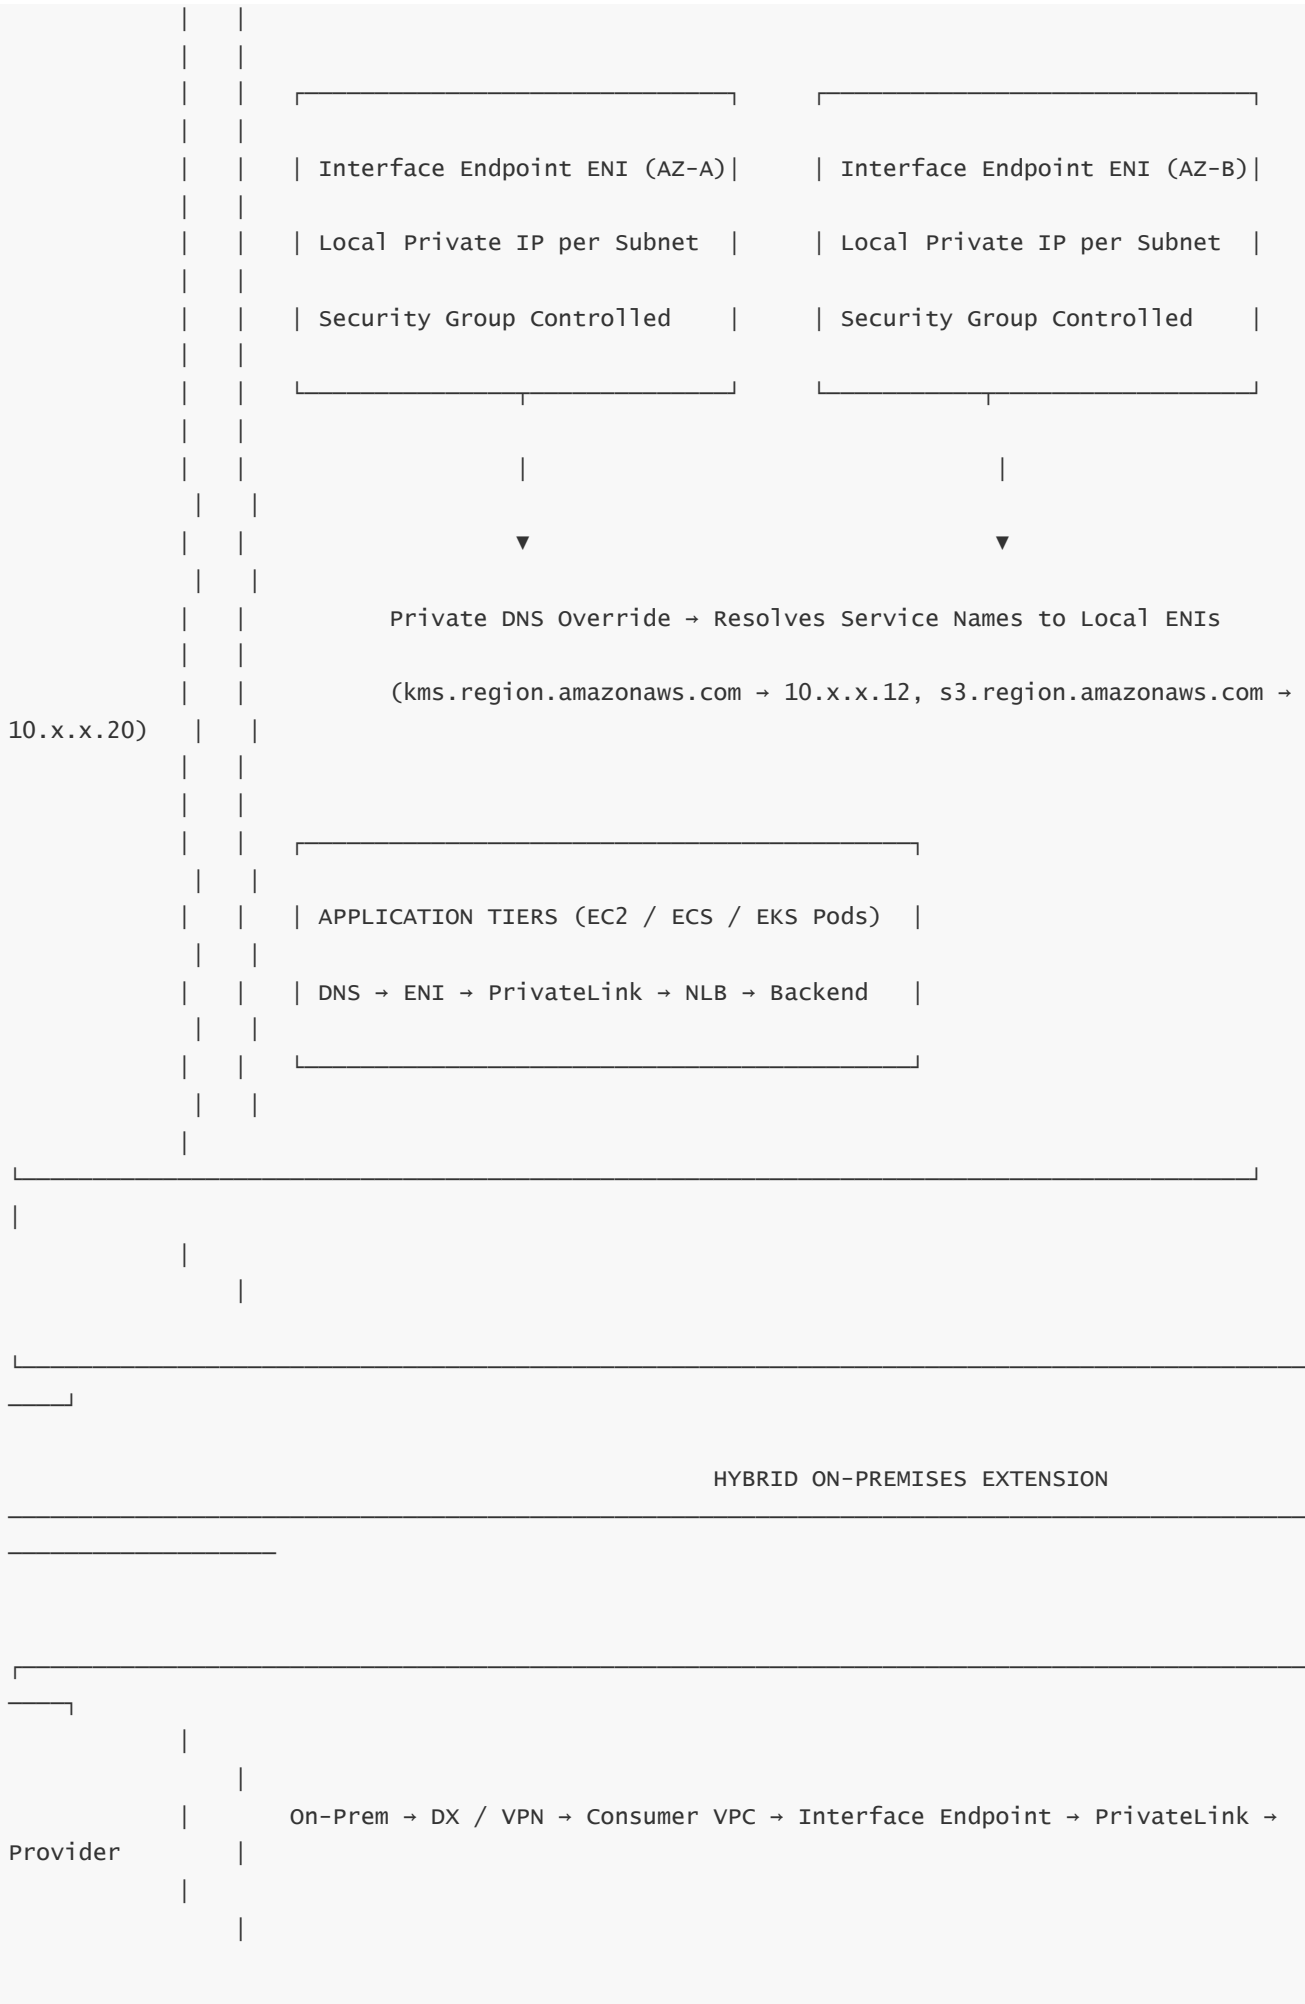 | Interface Endpoint ENI (AZ-A)| | Interface Endpoint ENI (AZ-B)|
| Local Private IP per Subnet | | Local Private IP per Subnet |
| Security Group Controlled | | Security Group Controlled |
▼ ▼
Private DNS Override → Resolves Service Names to Local ENIs
(kms.region.amazonaws.com → 10.x.x.12, s3.region.amazonaws.com →
10.x.x.20)
| APPLICATION TIERS (EC2 / ECS / EKS Pods) |
| DNS → ENI → PrivateLink → NLB → Backend |
HYBRID ON-PREMISES EXTENSION
On-Prem → DX / VPN → Consumer VPC → Interface Endpoint → PrivateLink →
Provider